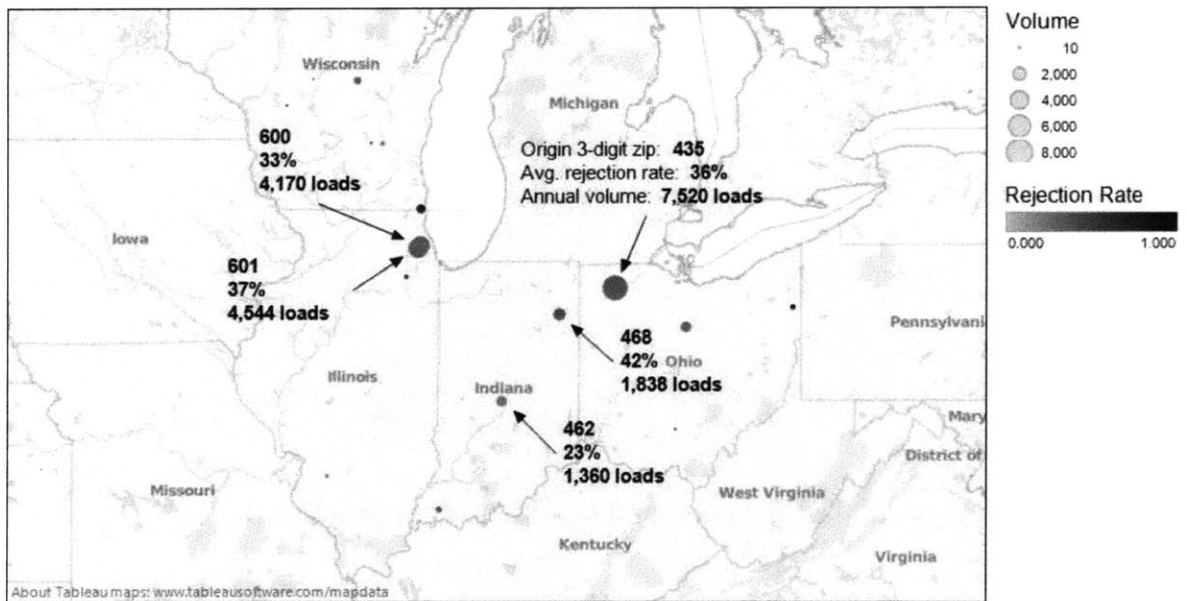 Wisconsin
Michigan
600
33%
4,170 loads
Origin 3-digit zip: 435
Avg. rejection rate: 36%
Annual volume: 7,520 loads
Iowa
601
37%
4,544 loads
Pennsylvani
468
42%
1,838 loads
Ohio
Illinois
Indiana
462
23%
1,360 loads
Mary
District of
Missouri
West Virginia
Kentucky
Virginia
About Tableau maps: www.tableausoftware.com/mapdata
Volume
10
2,000
4,000
6,000
8,000
Rejection Rate
0.000 1.000